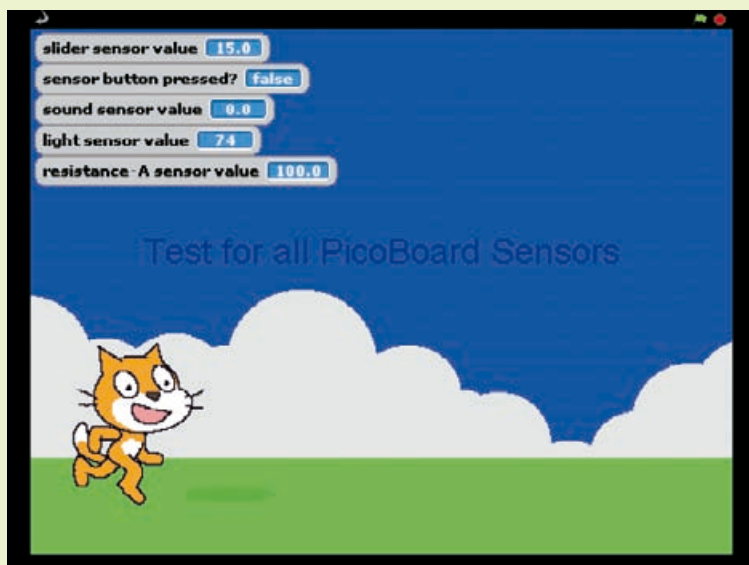 slider sensor value 15.0
sensor button pressed? false
sound sensor value 0.0
light sensor value 74
resistance-A sensor value 100.0
Test for all PicoBoard Sensors